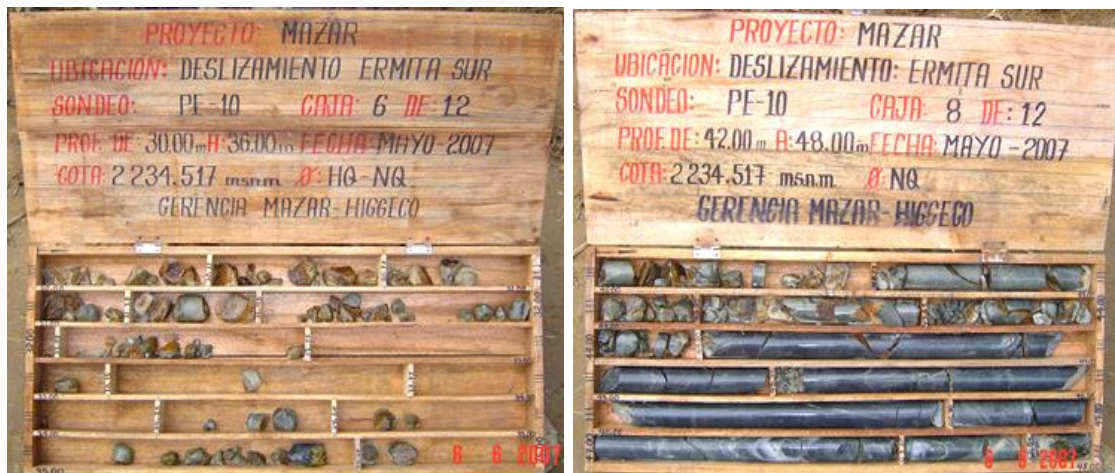 PROYECTO: MAZAR
UBICACION: DESLIZAMIENTO ERMITA SUR
SONDEO: PE-10 CAJA: 6 DE: 12
PROF. DE: 30.00m A: 36.00m FECHA: MAYO-2007
COTA: 2 234.517 m.s.n.m. Ø: HQ-NQ
GERENCIA MAZAR-HIGGECO
6 6 2007
PROYECTO: MAZAR
UBICACION: DESLIZAMIENTO: ERMITA SUR
SONDEO: PE-10 CAJA: 8 DE: 12
PROF. DE: 42.00m A: 48.00m FECHA: MAYO-2007
COTA: 2 234.517 m.s.n.m. Ø: NQ
GERENCIA MAZAR-HIGGECO
6 6 2007